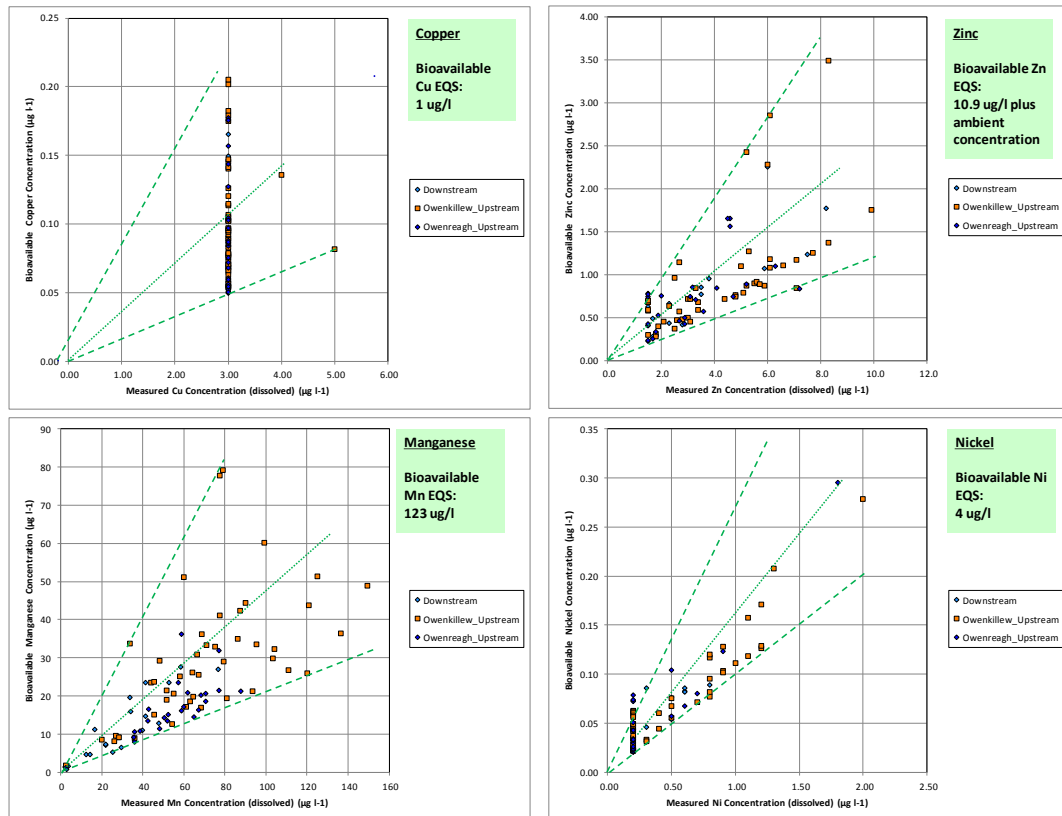 0.25
0.20
0.15
0.10
0.05
0.00
0.00
1.00
2.00
3.00
4.00
5.00
6.00
Bioavailable Copper Concentration (µg l-1)
Measured Cu Concentration (dissolved) (µg l-1)
Copper
Bioavailable
Cu EQS:
1 ug/l
Downstream
Owenkillew_Upstream
Owenreagh_Upstream
4.00
3.50
3.00
2.50
2.00
1.50
1.00
0.50
0.00
0.0
2.0
4.0
6.0
8.0
10.0
12.0
Bioavailable Zinc Concentration (µg l-1)
Measured Zn Concentration (dissolved) (µg l-1)
Zinc
Bioavailable Zn
EQS:
10.9 ug/l plus
ambient
concentration
Downstream
Owenkillew_Upstream
Owenreagh_Upstream
90
80
70
60
50
40
30
20
10
0
0
20
40
60
80
100
120
140
160
Bioavailable Manganese Concentration (µg l-1)
Measured Mn Concentration (dissolved) (µg l-1)
Manganese
Bioavailable
Mn EQS:
123 ug/l
Downstream
Owenkillew_Upstream
Owenreagh_Upstream
0.35
0.30
0.25
0.20
0.15
0.10
0.05
0.00
0.00
0.50
1.00
1.50
2.00
2.50
Bioavailable Nickel Concentration (µg l-1)
Measured Ni Concentration (dissolved) (µg l-1)
Nickel
Bioavailable Ni
EQS:
4 ug/l
Downstream
Owenkillew_Upstream
Owenreagh_Upstream